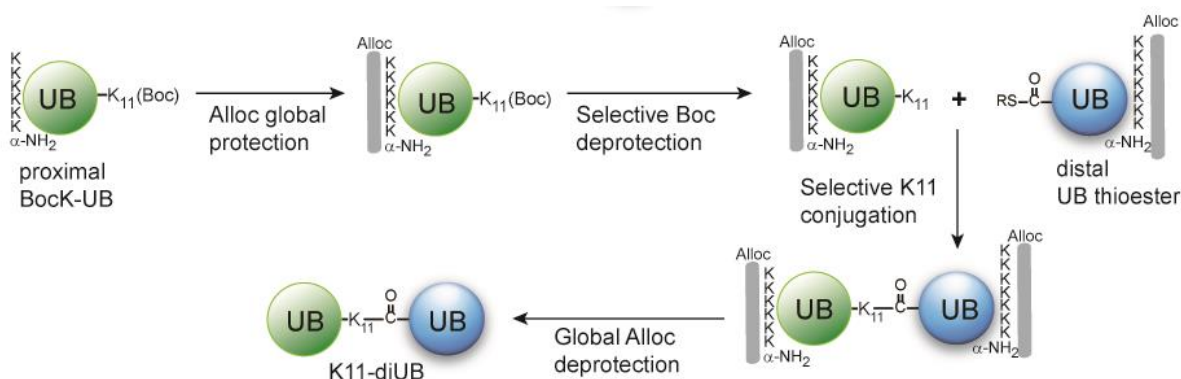 K
K
K
K
K
K
α-NH₂
UB
-K₁₁(Boc)
proximal
BocK-UB
Alloc global
protection
Alloc
K
K
K
K
K
K
α-NH₂
UB
-K₁₁(Boc)
Selective Boc
deprotection
Alloc
K
K
K
K
K
K
α-NH₂
UB
-K₁₁
+
O
RS-C
UB
Alloc
K
K
K
K
K
K
K
α-NH₂
distal
UB thioester
Selective K11
conjugation
Alloc
K
K
K
K
K
K
α-NH₂
UB
-K₁₁-C
O
UB
Alloc
K
K
K
K
K
K
K
α-NH₂
Global Alloc
deprotection
UB
-K₁₁-C
O
UB
K11-diUB